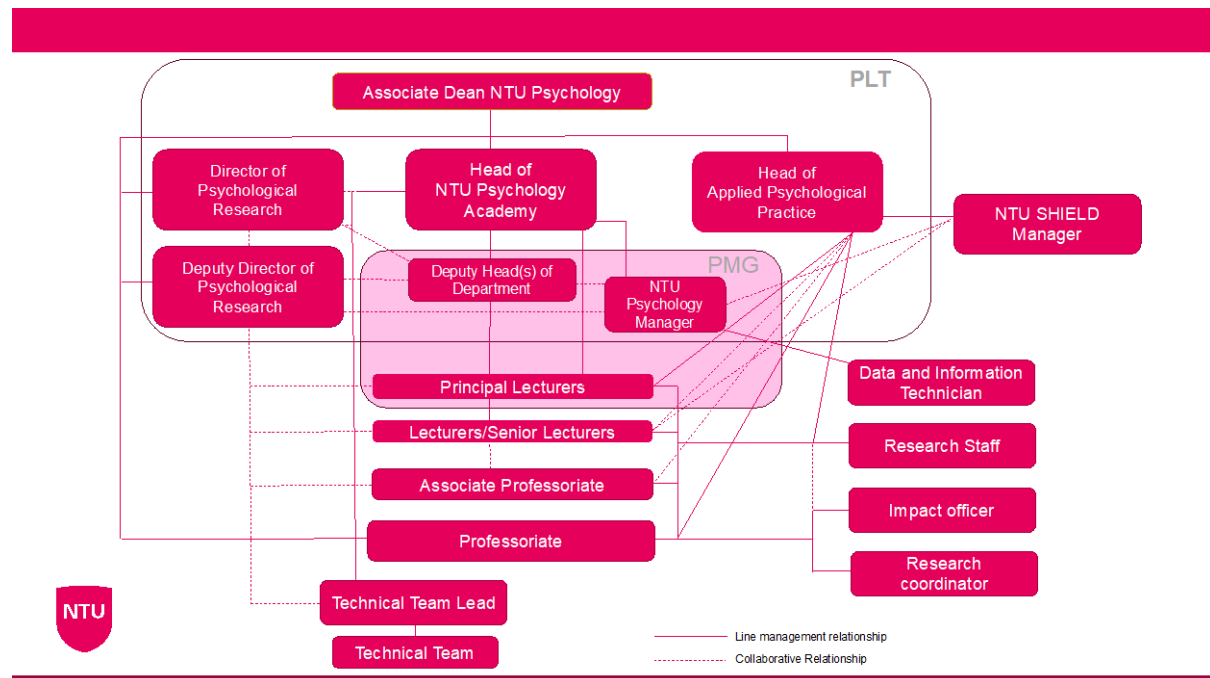 PLT
Associate Dean NTU Psychology
Director of
Psychological
Research
Head of
NTU Psychology
Academy
Head of
Applied Psychological
Practice
NTU SHIELD
Manager
Deputy Director of
Psychological
Research
Deputy Head(s) of
Department
PMG
NTU
Psychology
Manager
Principal Lecturers
Data and Information
Technician
Lecturers/Senior Lecturers
Research Staff
Associate Professoriate
Impact officer
Professoriate
Research
coordinator
NTU
Technical Team Lead
Technical Team
Line management relationship
Collaborative Relationship